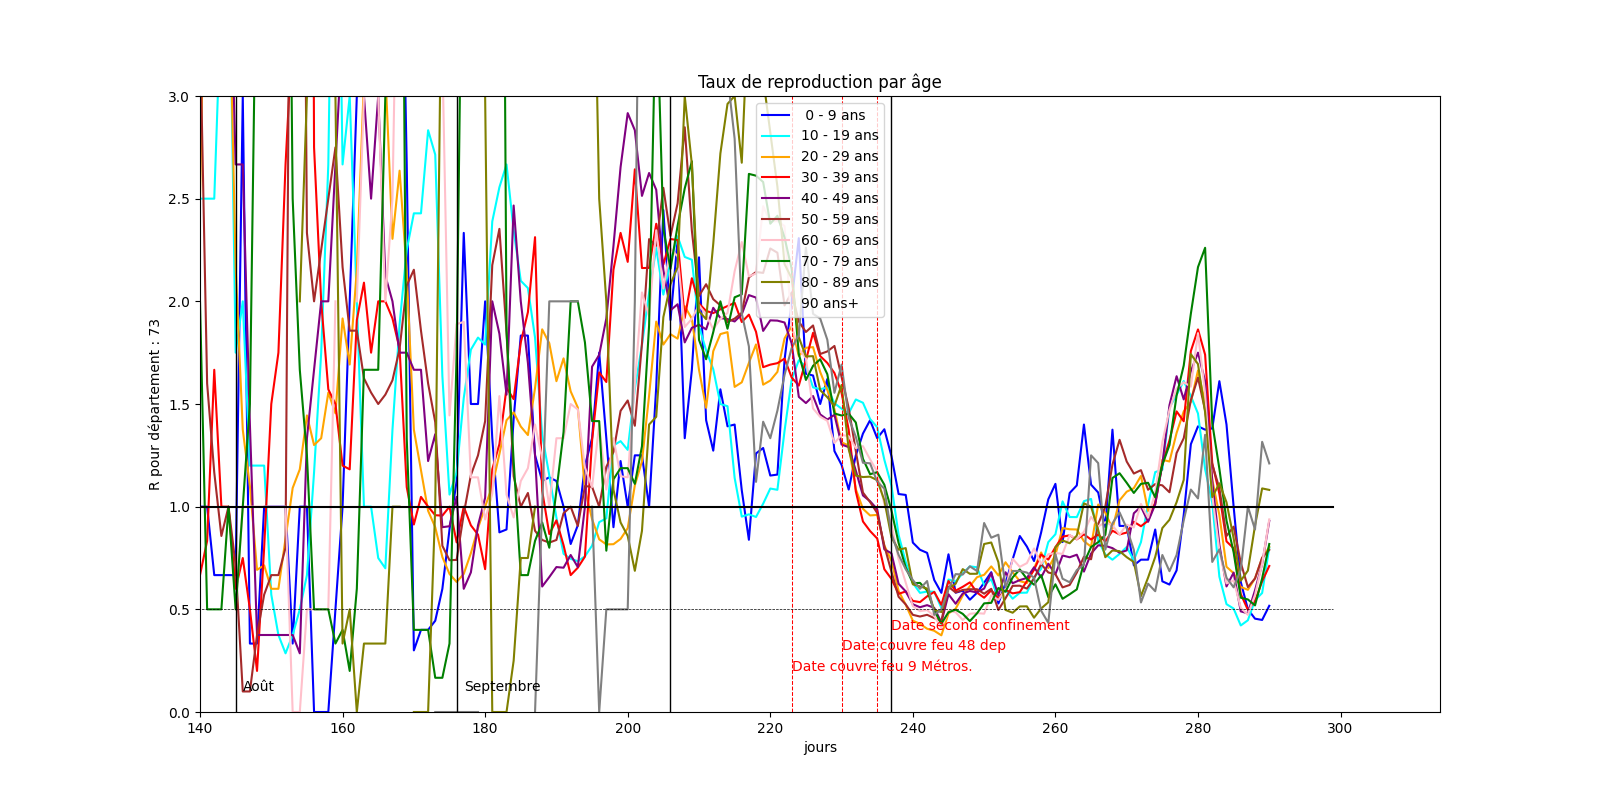 Taux de reproduction par âge
R pour département : 73
3.0
2.5
2.0
1.5
1.0
0.5
0.0
0 - 9 ans
10 - 19 ans
20 - 29 ans
30 - 39 ans
40 - 49 ans
50 - 59 ans
60 - 69 ans
70 - 79 ans
80 - 89 ans
90 ans+
Date second confinement
Date couvre feu 48 dep
Date couvre feu 9 Métros.
Août
Septembre
140 160 180 200 220 240 260 280 300
jours